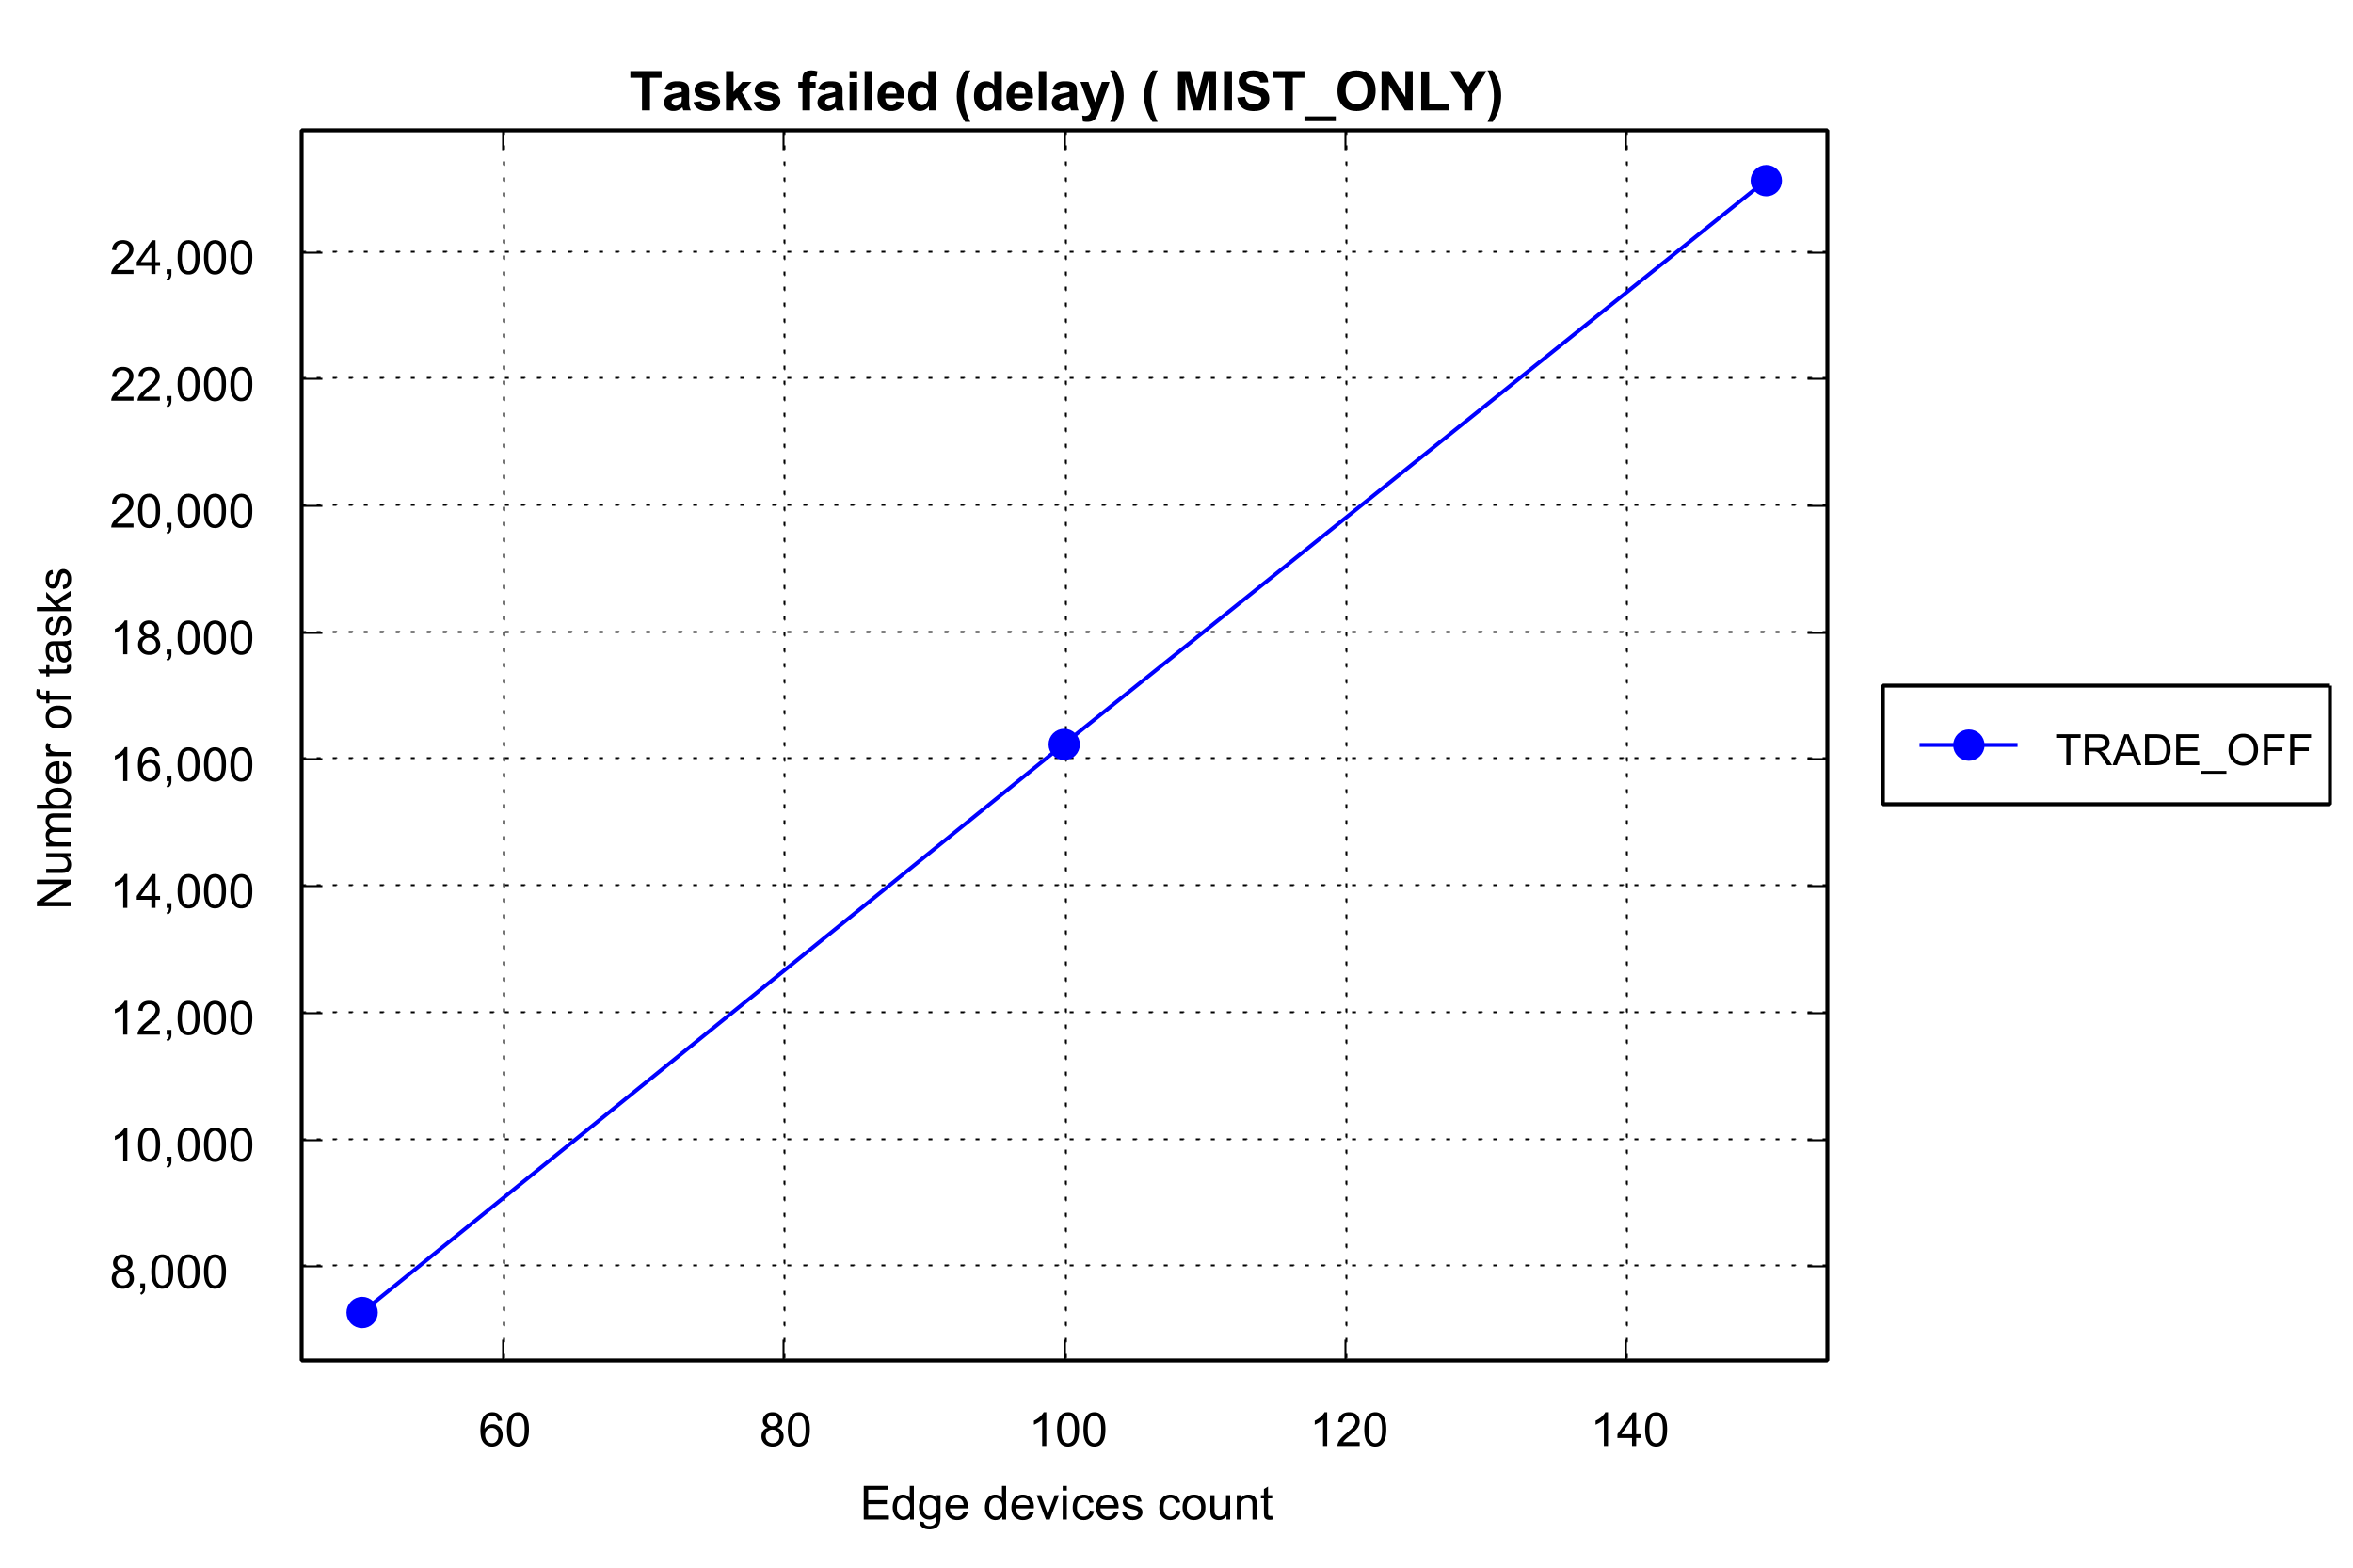 Tasks failed (delay) ( MIST_ONLY)
24,000
22,000
20,000
18,000
16,000
14,000
12,000
10,000
8,000
Number of tasks
TRADE_OFF
60 80 100 120 140
Edge devices count